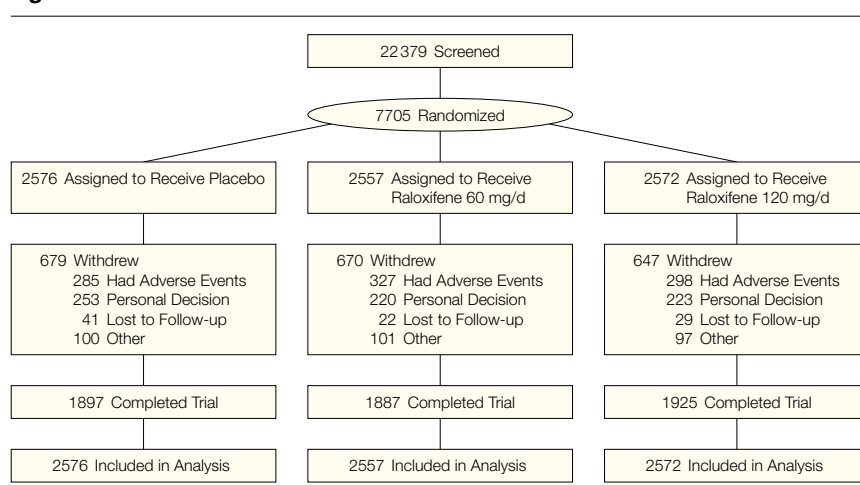 22 379 Screened
7705 Randomized
2576 Assigned to Receive Placebo
2557 Assigned to Receive
Raloxifene 60 mg/d
2572 Assigned to Receive
Raloxifene 120 mg/d
679 Withdrew
285 Had Adverse Events
253 Personal Decision
41 Lost to Follow-up
100 Other
670 Withdrew
327 Had Adverse Events
220 Personal Decision
22 Lost to Follow-up
101 Other
647 Withdrew
298 Had Adverse Events
223 Personal Decision
29 Lost to Follow-up
97 Other
1897 Completed Trial
1887 Completed Trial
1925 Completed Trial
2576 Included in Analysis
2557 Included in Analysis
2572 Included in Analysis